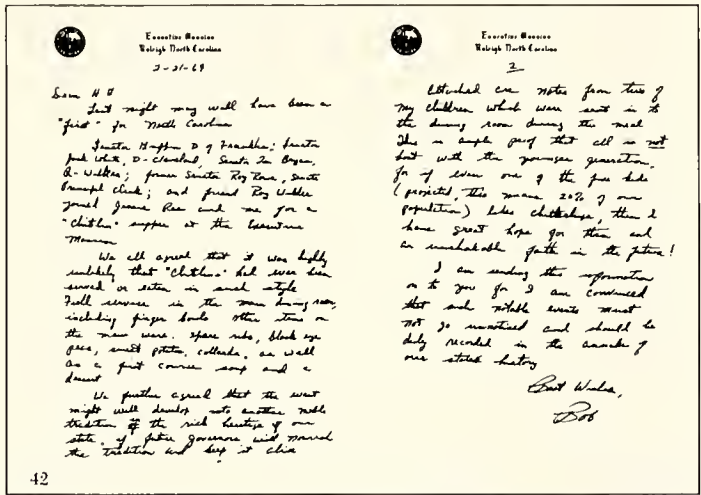 Executive Mansion
Raleigh North Carolina
2-21-69
Dear H G
Last night may well have been a
"first" for North Carolina
Senator D of Franklin; Senator
Jack White, D-Cleveland, Senator
R-Wilkes; former Senator Roy Rowe, Senate
Principal Clerk; and friend Roy Wilder
joined Jessie Rae and me for a
"Chitlin" supper at the Executive
Mansion
We all agreed that it was highly
unlikely that "Chitlins" had ever been
served or eaten in such style
Full service in the main dining room,
including finger bowls Other items on
the menu were: spare ribs, black eye
peas, sweet potato, collards, as well
as a first course soup and a
dessert
We further agreed that the event
might well develop into another noble
tradition of the rich heritage of our
state, if future governors will
the tradition and keep it alive
Executive Mansion
Raleigh North Carolina
2
Attached are notes from two of
my children which were sent in to
the dining room during the meal
This is ample proof that all is not
lost with the younger generation,
for if even one of the five kids
(projected, this means 20% of our
population) likes chitlins, then I
have great hope for them and
an unshakable faith in the future!
I am sending the information
on to you for I am convinced
that such notable events must
not go unnoticed and should be
duly recorded in the annals of
our state's history
Best Wishes,
Bob
42